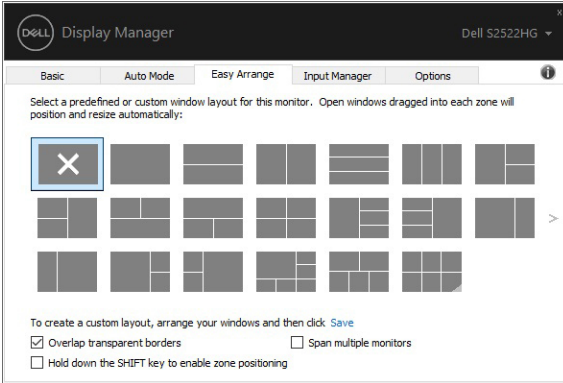 DELL Display Manager
x
Dell S2522HG
Basic Auto Mode Easy Arrange Input Manager Options i
Select a predefined or custom window layout for this monitor. Open windows dragged into each zone will
position and resize automatically:
>
To create a custom layout, arrange your windows and then click Save
Overlap transparent borders Span multiple monitors
Hold down the SHIFT key to enable zone positioning